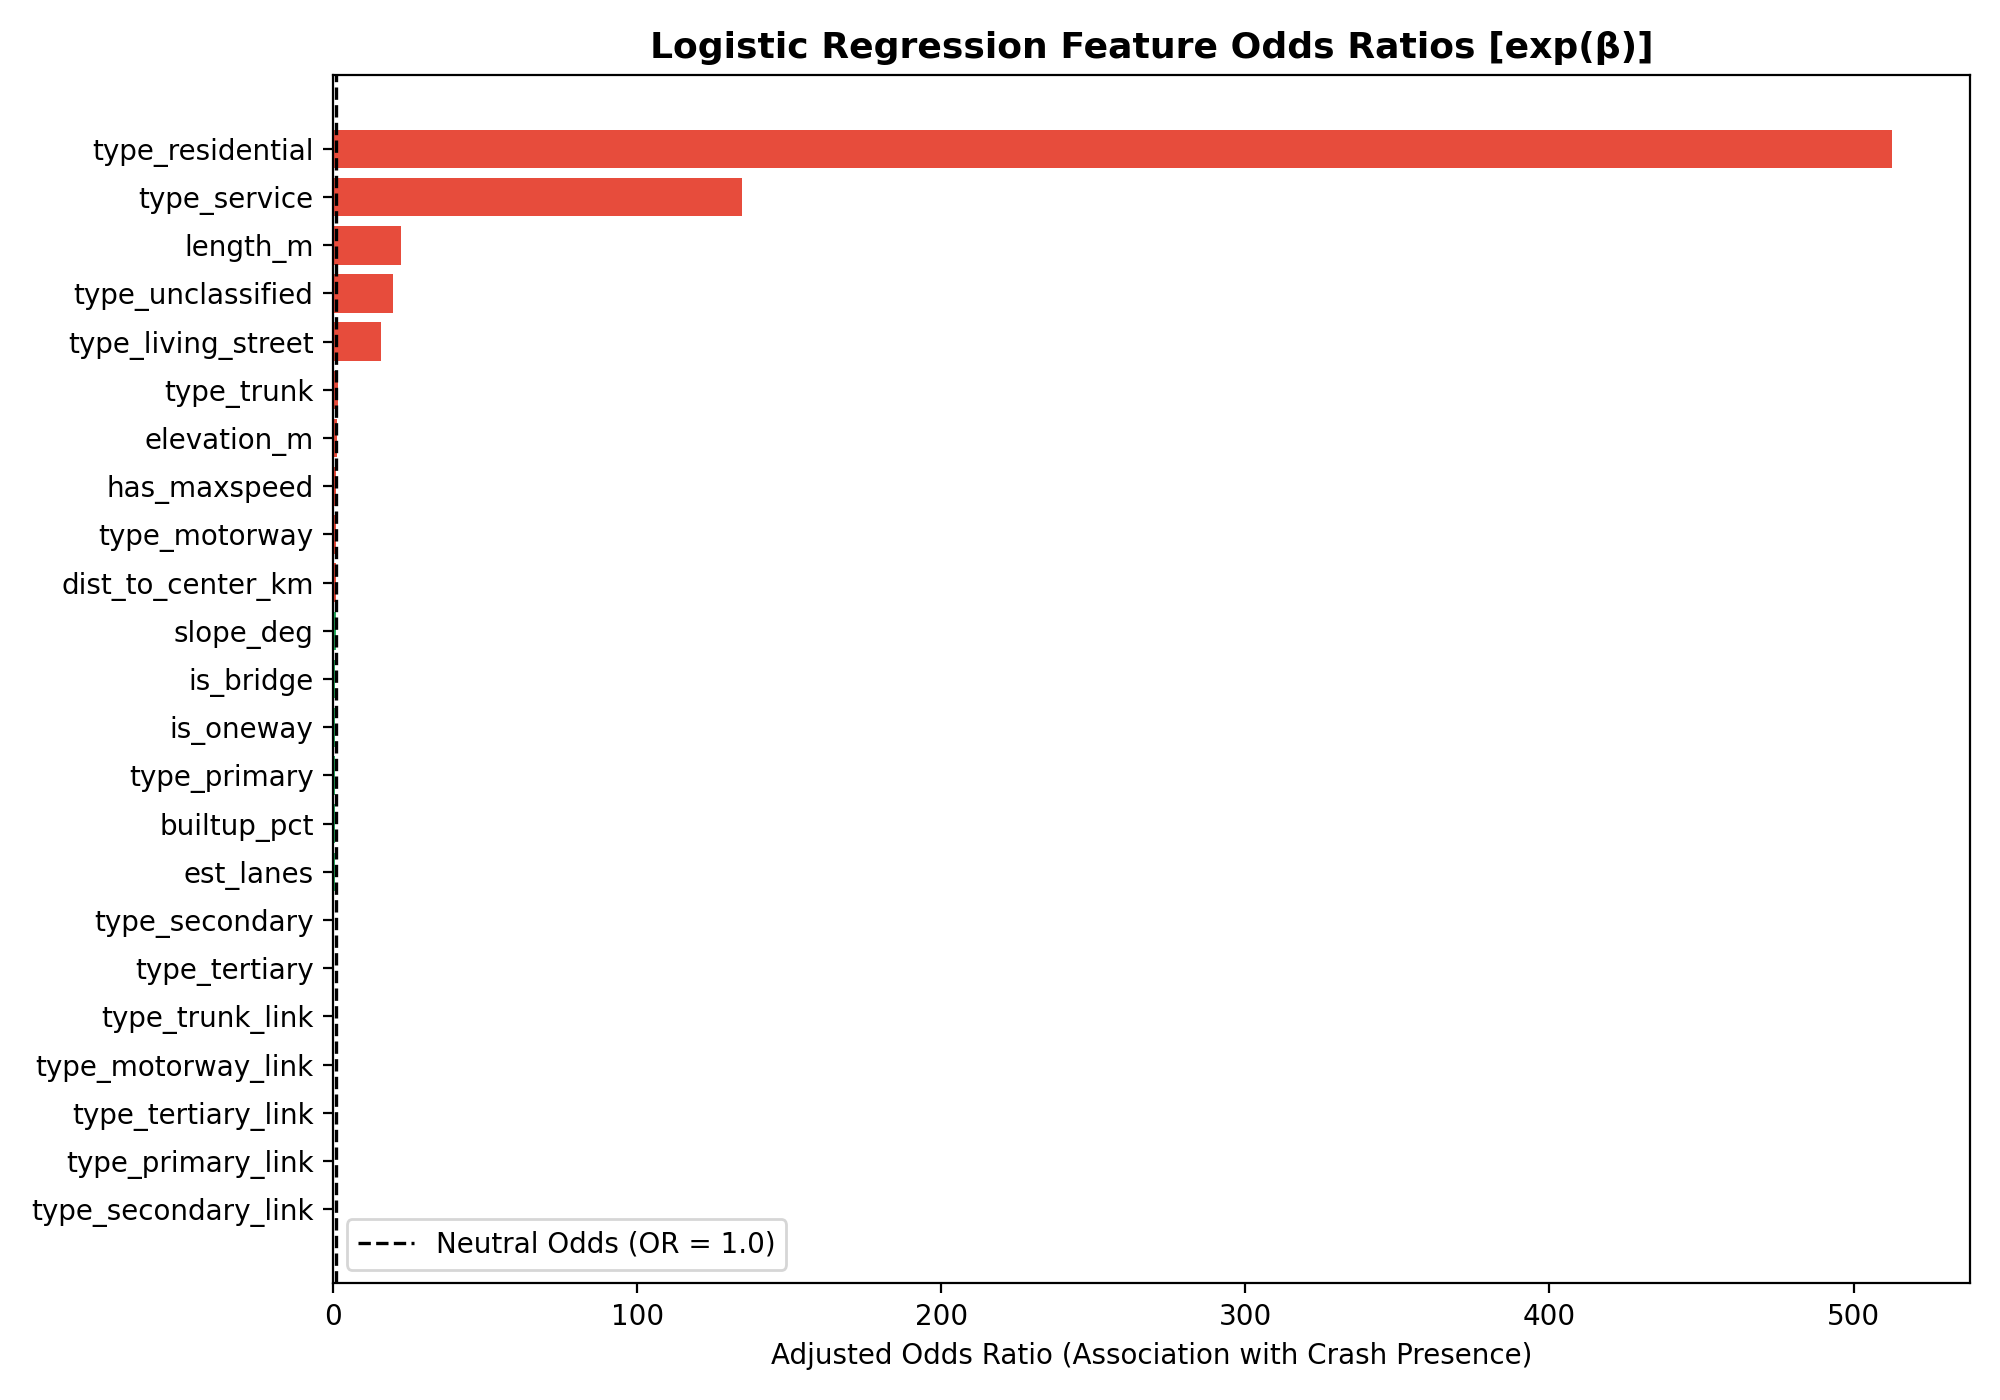 Logistic Regression Feature Odds Ratios [exp(β)]
type_residential
type_service
length_m
type_unclassified
type_living_street
type_trunk
elevation_m
has_maxspeed
type_motorway
dist_to_center_km
slope_deg
is_bridge
is_oneway
type_primary
builtup_pct
est_lanes
type_secondary
type_tertiary
type_trunk_link
type_motorway_link
type_tertiary_link
type_primary_link
type_secondary_link
Neutral Odds (OR = 1.0)
0 100 200 300 400 500
Adjusted Odds Ratio (Association with Crash Presence)